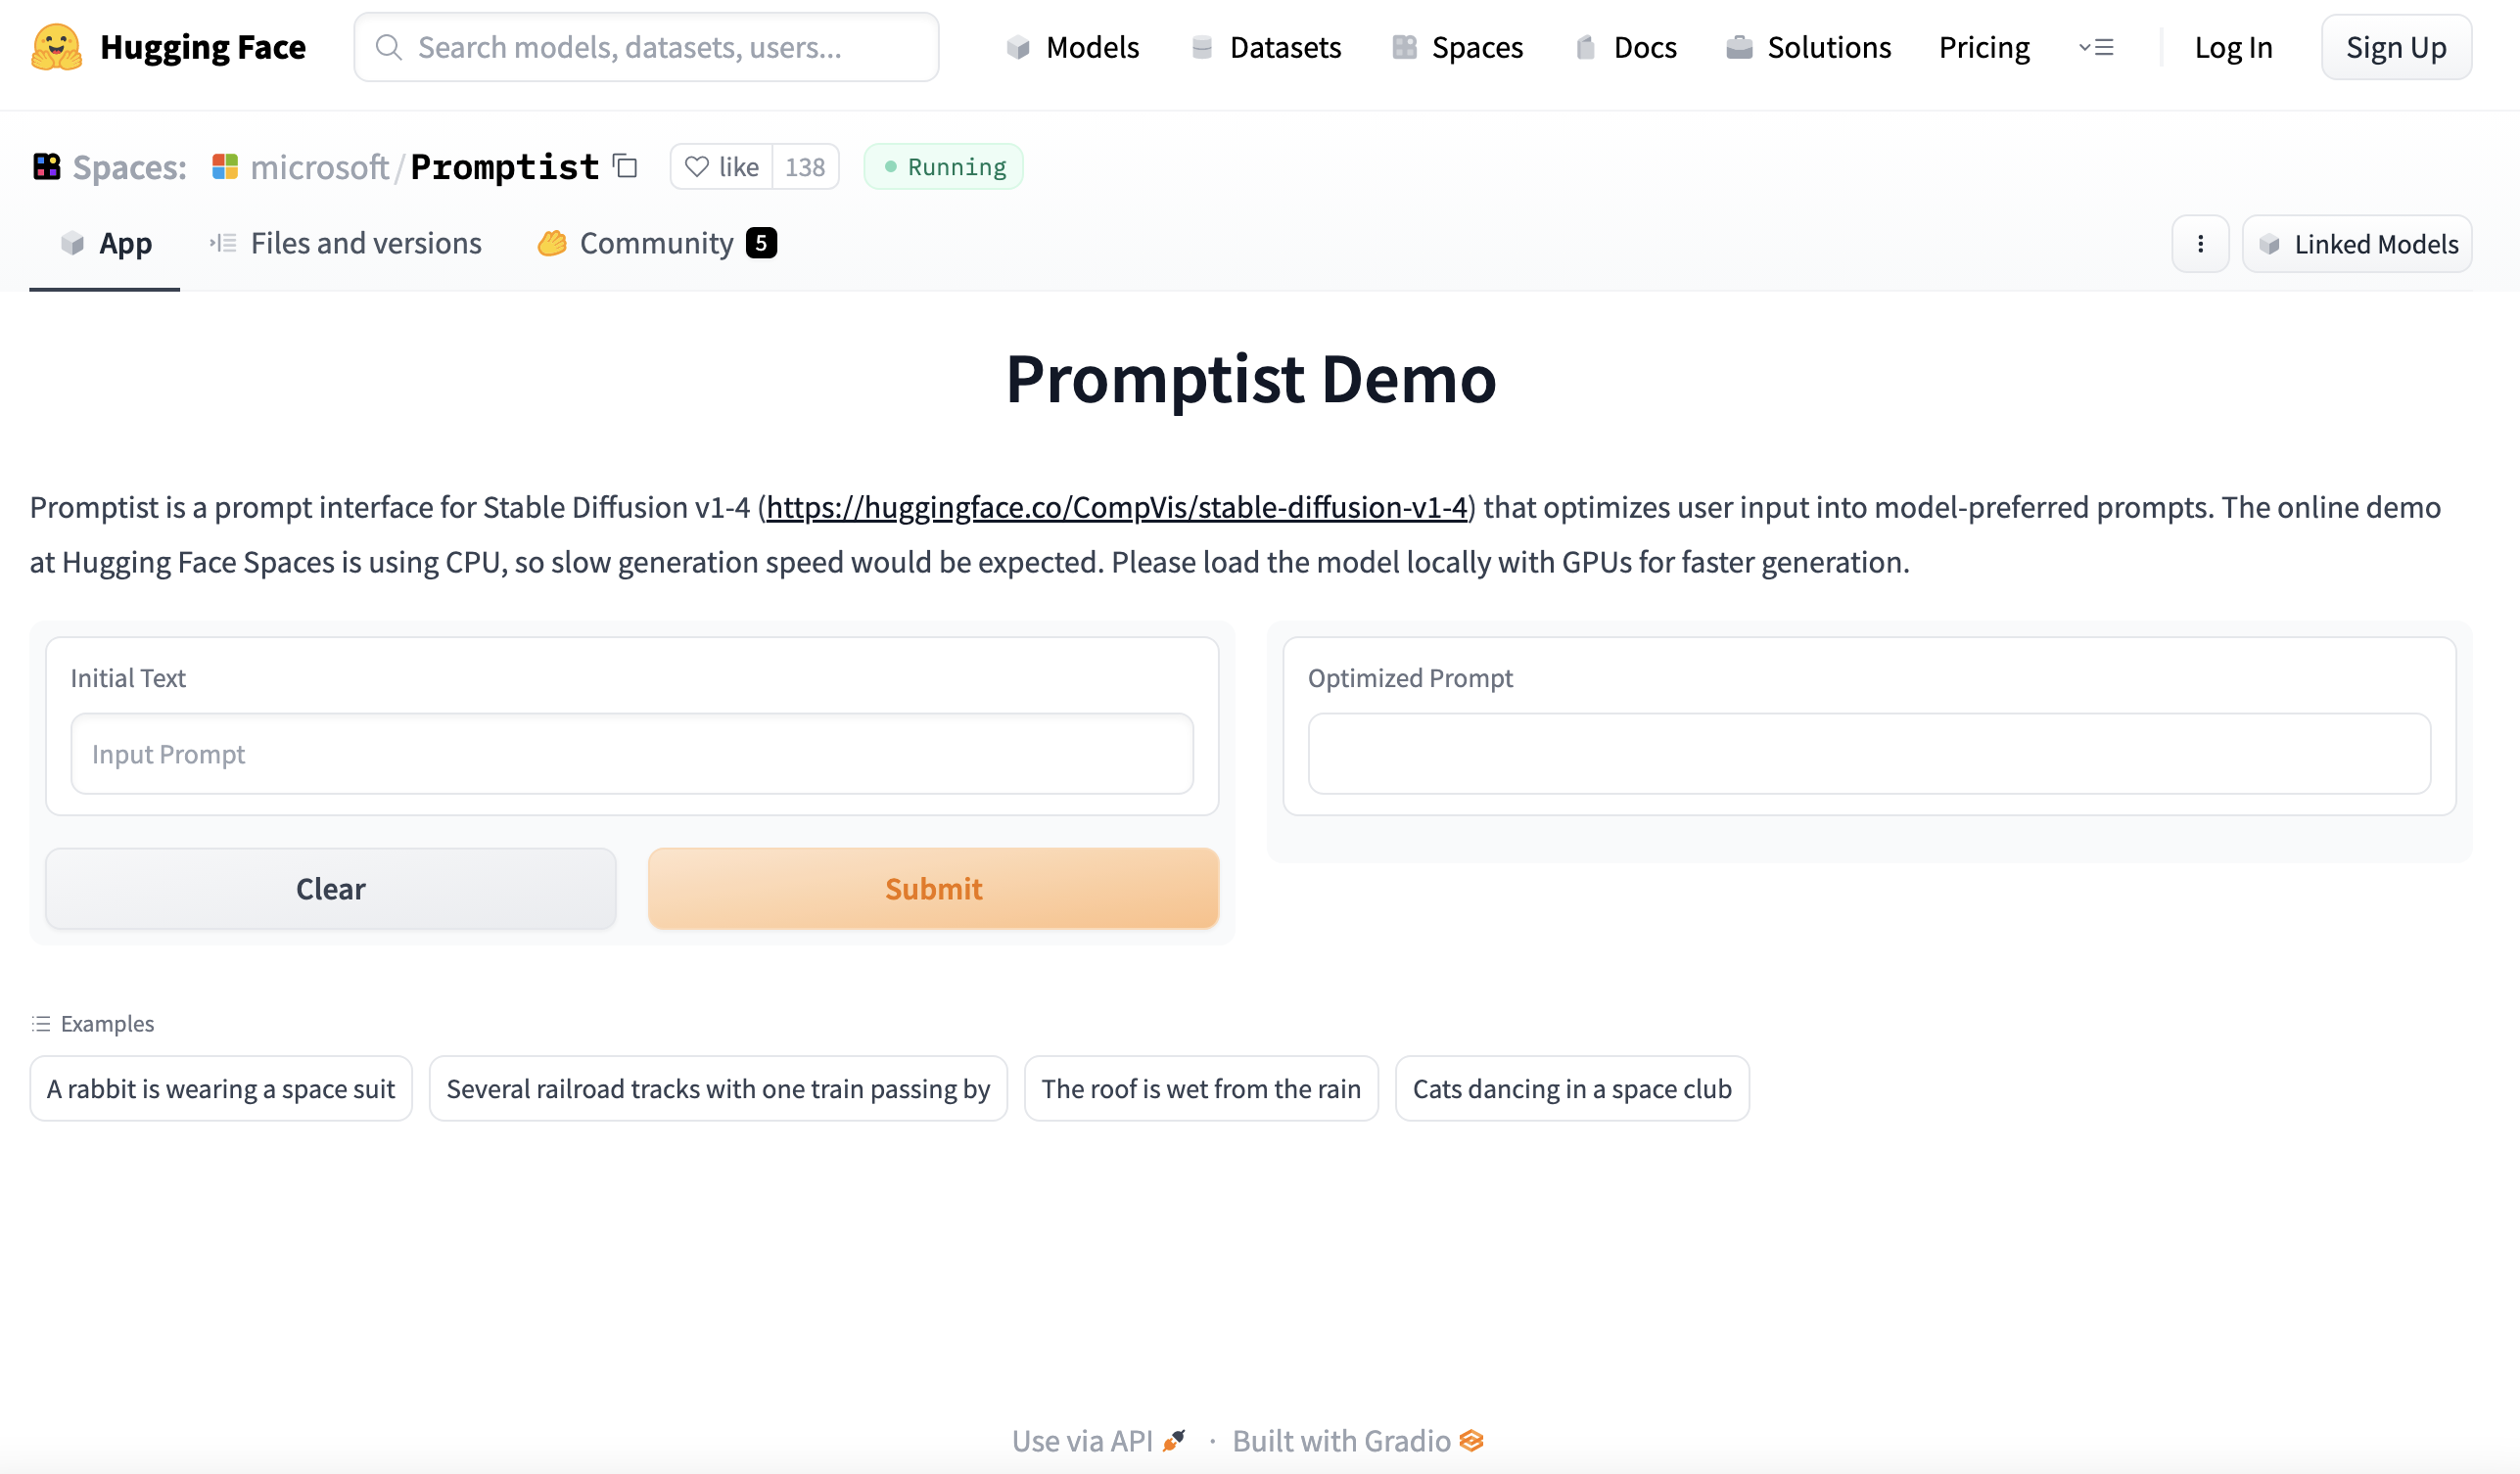 Hugging Face Search models, datasets, users... Models Datasets Spaces Docs Solutions Pricing Log In Sign Up
Spaces: microsoft/Promptist like 138 Running
App Files and versions Community 5 Linked Models
Promptist Demo
Promptist is a prompt interface for Stable Diffusion v1-4 (https://huggingface.co/CompVis/stable-diffusion-v1-4) that optimizes user input into model-preferred prompts. The online demo
at Hugging Face Spaces is using CPU, so slow generation speed would be expected. Please load the model locally with GPUs for faster generation.
Initial Text
Input Prompt
Optimized Prompt
Clear Submit
Examples
A rabbit is wearing a space suit Several railroad tracks with one train passing by The roof is wet from the rain Cats dancing in a space club
Use via API · Built with Gradio